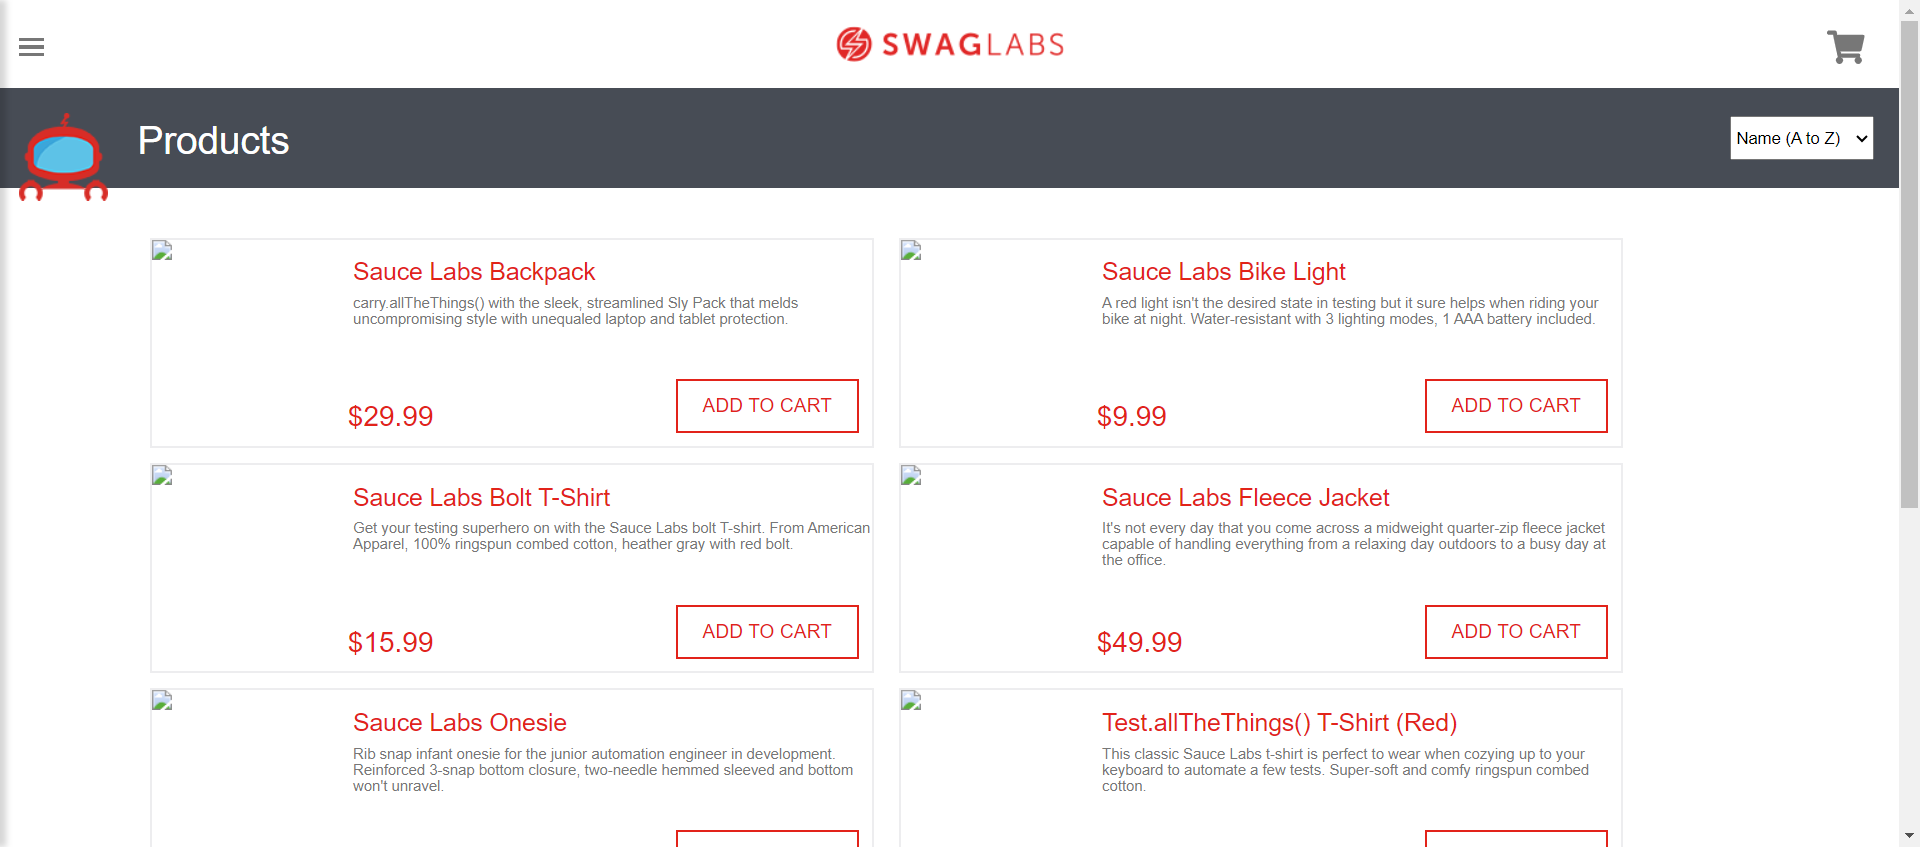 SWAGLABS
Products
Name (A to Z)
Sauce Labs Backpack
carry.allTheThings() with the sleek, streamlined Sly Pack that melds
uncompromising style with unequaled laptop and tablet protection.
$29.99
ADD TO CART
Sauce Labs Bike Light
A red light isn't the desired state in testing but it sure helps when riding your
bike at night. Water-resistant with 3 lighting modes, 1 AAA battery included.
$9.99
ADD TO CART
Sauce Labs Bolt T-Shirt
Get your testing superhero on with the Sauce Labs bolt T-shirt. From American
Apparel, 100% ringspun combed cotton, heather gray with red bolt.
$15.99
ADD TO CART
Sauce Labs Fleece Jacket
It's not every day that you come across a midweight quarter-zip fleece jacket
capable of handling everything from a relaxing day outdoors to a busy day at
the office.
$49.99
ADD TO CART
Sauce Labs Onesie
Rib snap infant onesie for the junior automation engineer in development.
Reinforced 3-snap bottom closure, two-needle hemmed sleeved and bottom
won't unravel.
Test.allTheThings() T-Shirt (Red)
This classic Sauce Labs t-shirt is perfect to wear when cozying up to your
keyboard to automate a few tests. Super-soft and comfy ringspun combed
cotton.